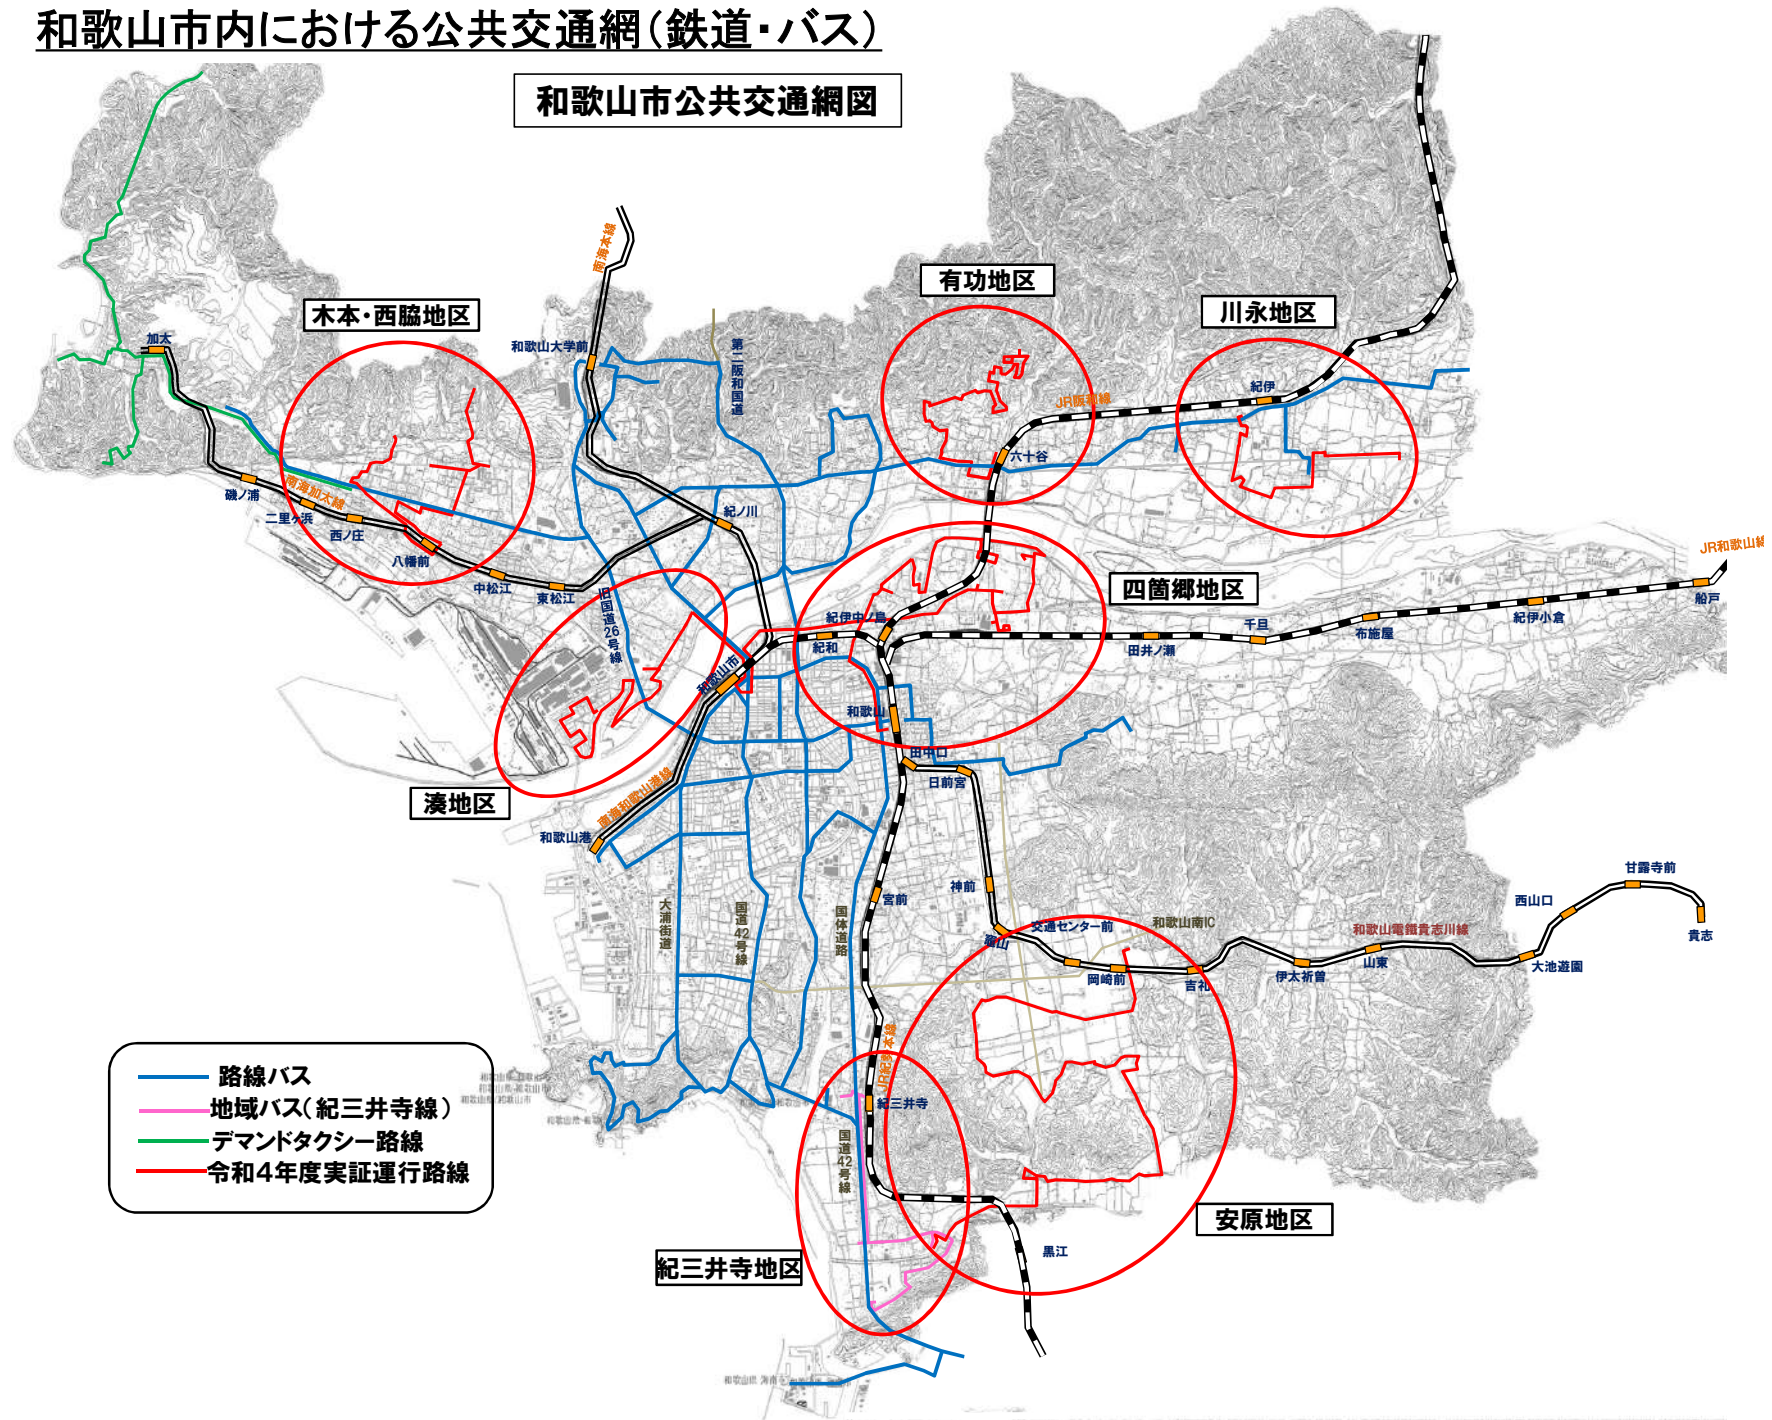 和歌山市内における公共交通網(鉄道・バス)
和歌山市公共交通網図
木本・西脇地区
有功地区
川永地区
四箇郷地区
湊地区
紀三井寺地区
安原地区
南海本線
和歌山大学前
第二阪和国道
加太
磯ノ浦
南海加太線
二里ヶ浜
西ノ庄
八幡前
中松江
東松江
紀ノ川
旧国道26号線
JR阪和線
六十谷
紀伊
紀伊中ノ島
紀和
和歌山市
和歌山
田中口
日前宮
田井ノ瀬
千旦
布施屋
紀伊小倉
船戸
JR和歌山線
南海和歌山港線
和歌山港
大浦街道
国道42号線
国体道路
宮前
神前
竈山
交通センター前
岡崎前
和歌山南IC
吉礼
伊太祈曽
和歌山電鐵貴志川線
山東
大池遊園
西山口
甘露寺前
貴志
JR紀勢本線
紀三井寺
国道42号線
黒江
路線バス
地域バス(紀三井寺線)
デマンドタクシー路線
令和4年度実証運行路線